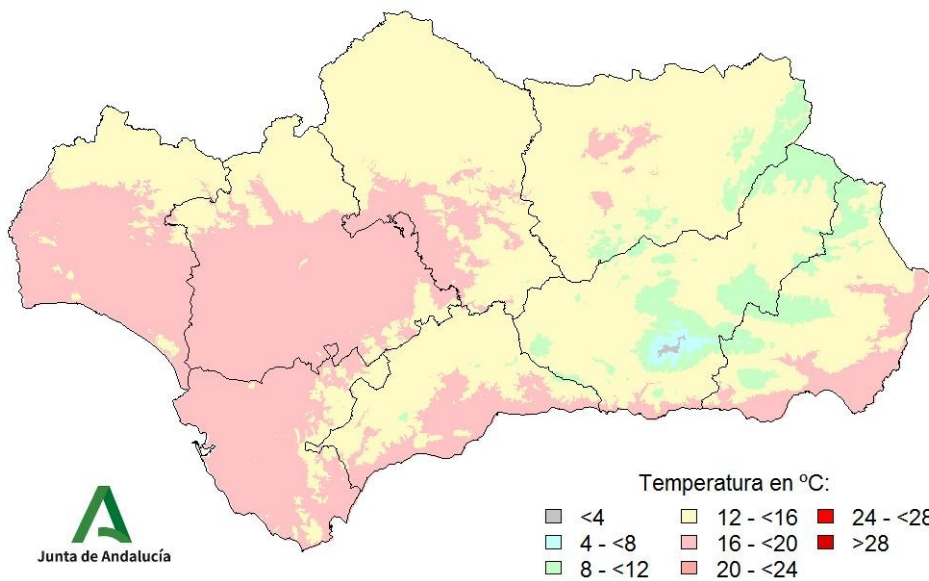 Temperatura en ºC:
<4 12 - <16 24 - <28
4 - <8 16 - <20 >28
8 - <12 20 - <24
Junta de Andalucía